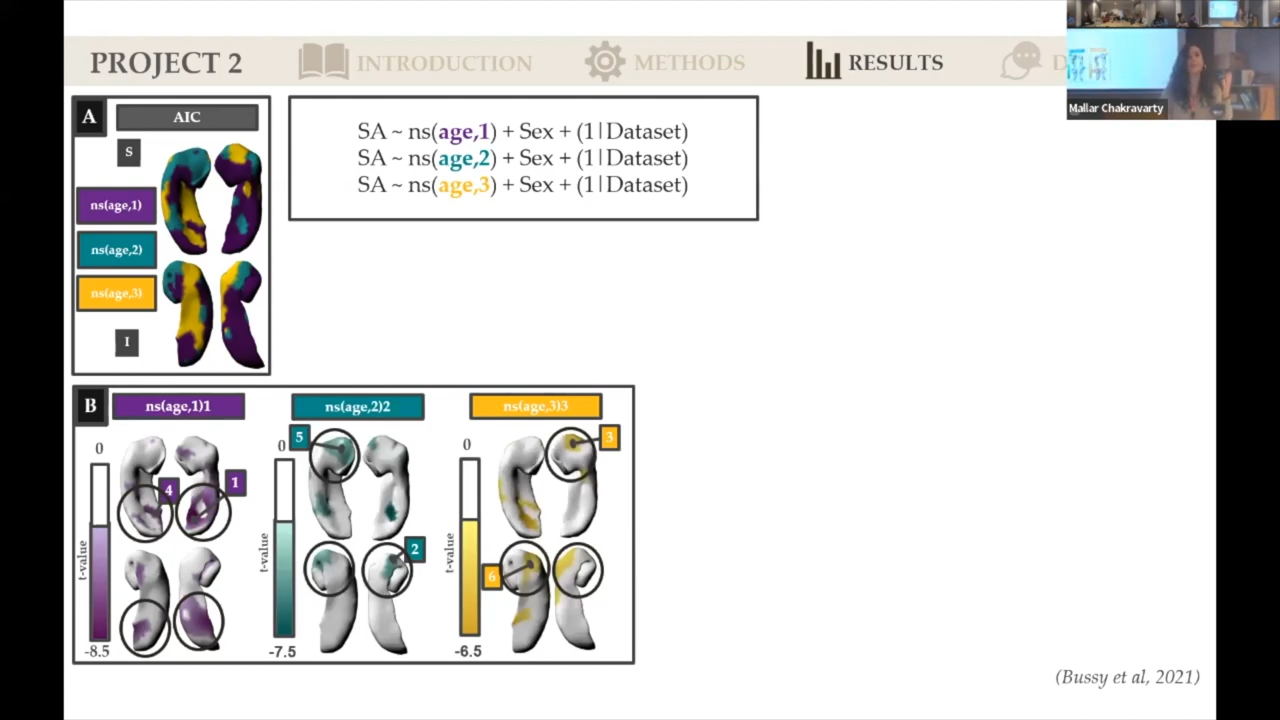 PROJECT 2
INTRODUCTION
METHODS
RESULTS
D
Mallar Chakravarty
A
AIC
S
ns(age,1)
ns(age,2)
ns(age,3)
I
SA ~ ns(age,1) + Sex + (1|Dataset)
SA ~ ns(age,2) + Sex + (1|Dataset)
SA ~ ns(age,3) + Sex + (1|Dataset)
B
ns(age,1)1
0
t-value
-8.5
4
1
ns(age,2)2
0
t-value
-7.5
5
2
ns(age,3)3
0
t-value
-6.5
3
6
(Bussy et al, 2021)